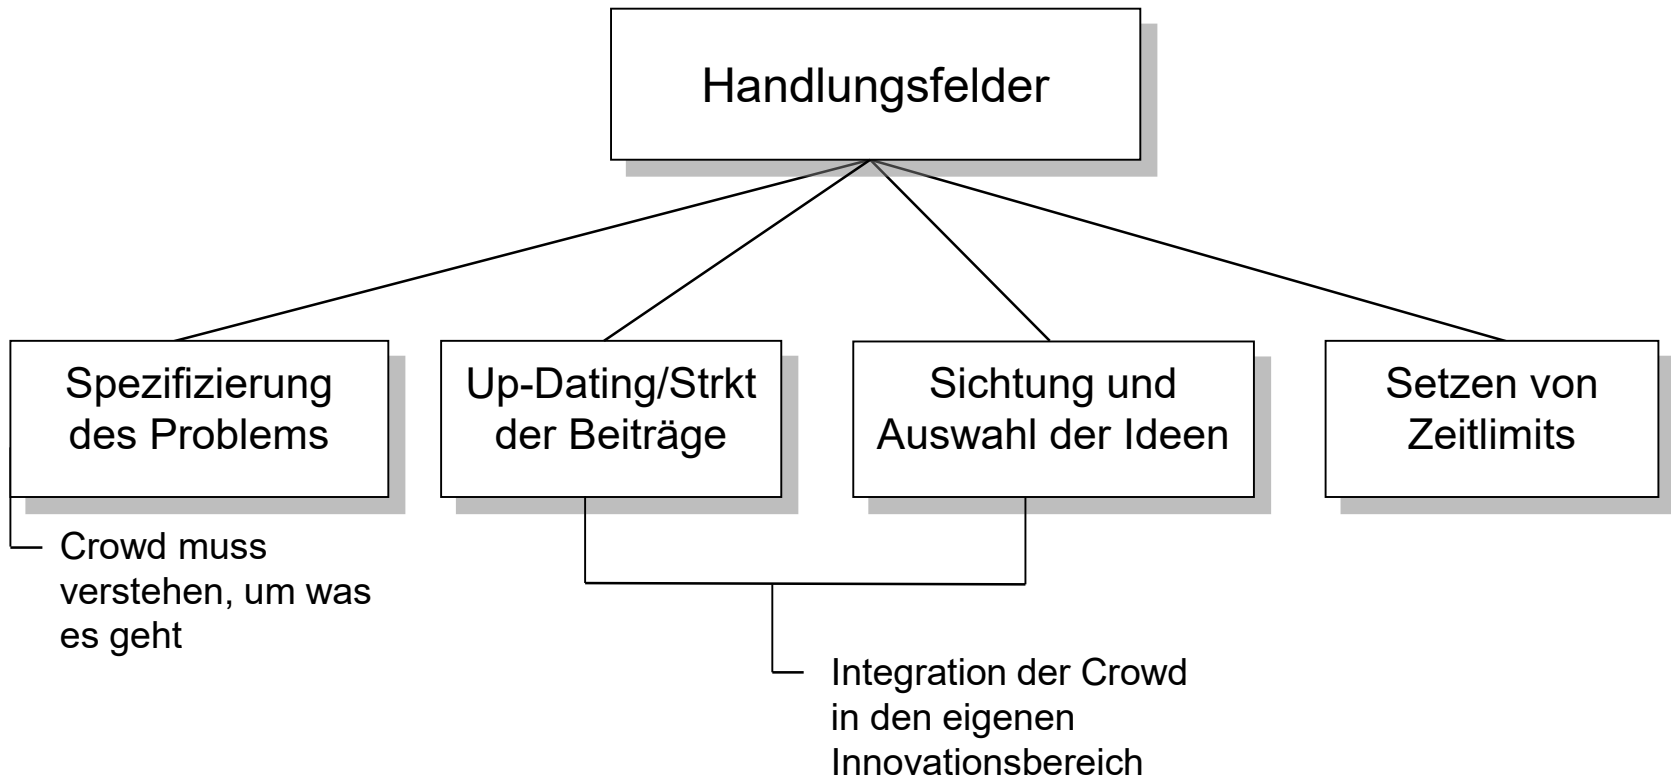 Handlungsfelder
Spezifizierung
des Problems
Up-Dating/Strkt
der Beiträge
Sichtung und
Auswahl der Ideen
Setzen von
Zeitlimits
Crowd muss
verstehen, um was
es geht
Integration der Crowd
in den eigenen
Innovationsbereich